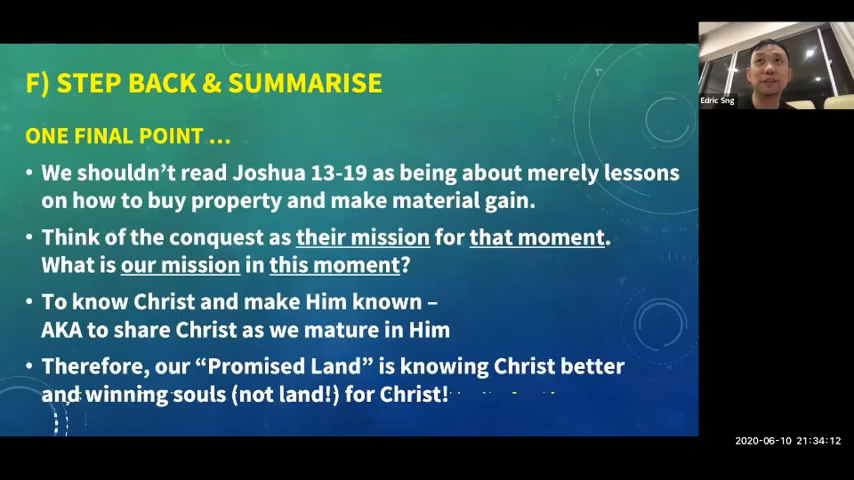 F) STEP BACK & SUMMARISE
Edric Sng
ONE FINAL POINT ...
• We shouldn't read Joshua 13-19 as being about merely lessons
on how to buy property and make material gain.
• Think of the conquest as their mission for that moment.
What is our mission in this moment?
• To know Christ and make Him known –
AKA to share Christ as we mature in Him
• Therefore, our “Promised Land” is knowing Christ better
and winning souls (not land!) for Christ!
2020-06-10 21:34:12